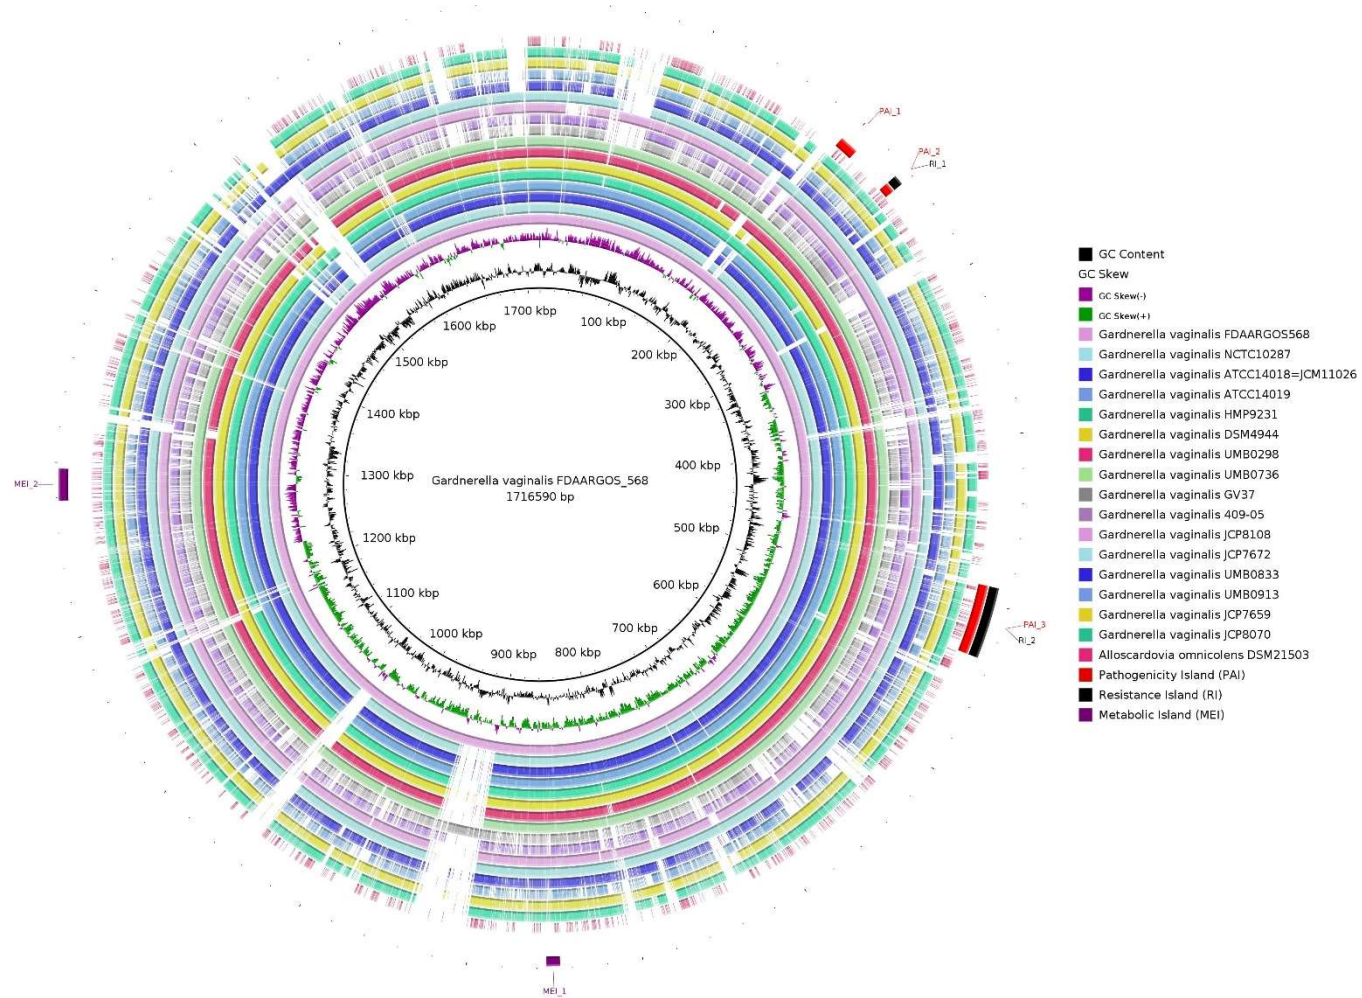 PAI_1
PAI_2
RI_1
PAI_3
RI_2
MEI_1
MEI_2
1700 kbp
100 kbp
200 kbp
300 kbp
400 kbp
500 kbp
600 kbp
700 kbp
800 kbp
900 kbp
1000 kbp
1100 kbp
1200 kbp
1300 kbp
1400 kbp
1500 kbp
1600 kbp
Gardnerella vaginalis FDAARGOS_568
1716590 bp
GC Content
GC Skew
GC Skew(-)
GC Skew(+)
Gardnerella vaginalis FDAARGOS568
Gardnerella vaginalis NCTC10287
Gardnerella vaginalis ATCC14018=JCM11026
Gardnerella vaginalis ATCC14019
Gardnerella vaginalis HMP9231
Gardnerella vaginalis DSM4944
Gardnerella vaginalis UMB0298
Gardnerella vaginalis UMB0736
Gardnerella vaginalis GV37
Gardnerella vaginalis 409-05
Gardnerella vaginalis JCP8108
Gardnerella vaginalis JCP7672
Gardnerella vaginalis UMB0833
Gardnerella vaginalis UMB0913
Gardnerella vaginalis JCP7659
Gardnerella vaginalis JCP8070
Alloscardovia omnicolens DSM21503
Pathogenicity Island (PAI)
Resistance Island (RI)
Metabolic Island (MEI)